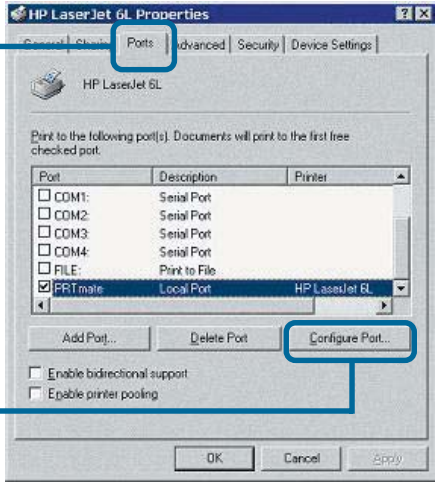 HP LaserJet 6L Properties
General Sharing Ports Advanced Security Device Settings
HP LaserJet 6L
Print to the following port(s). Documents will print to the first free
checked port.
Port Description Printer
COM1: Serial Port
COM2: Serial Port
COM3: Serial Port
COM4: Serial Port
FILE: Print to File
PRTmate Local Port HP LaserJet 6L
Add Port... Delete Port Configure Port...
Enable bidirectional support
Enable printer pooling
OK Cancel Apply